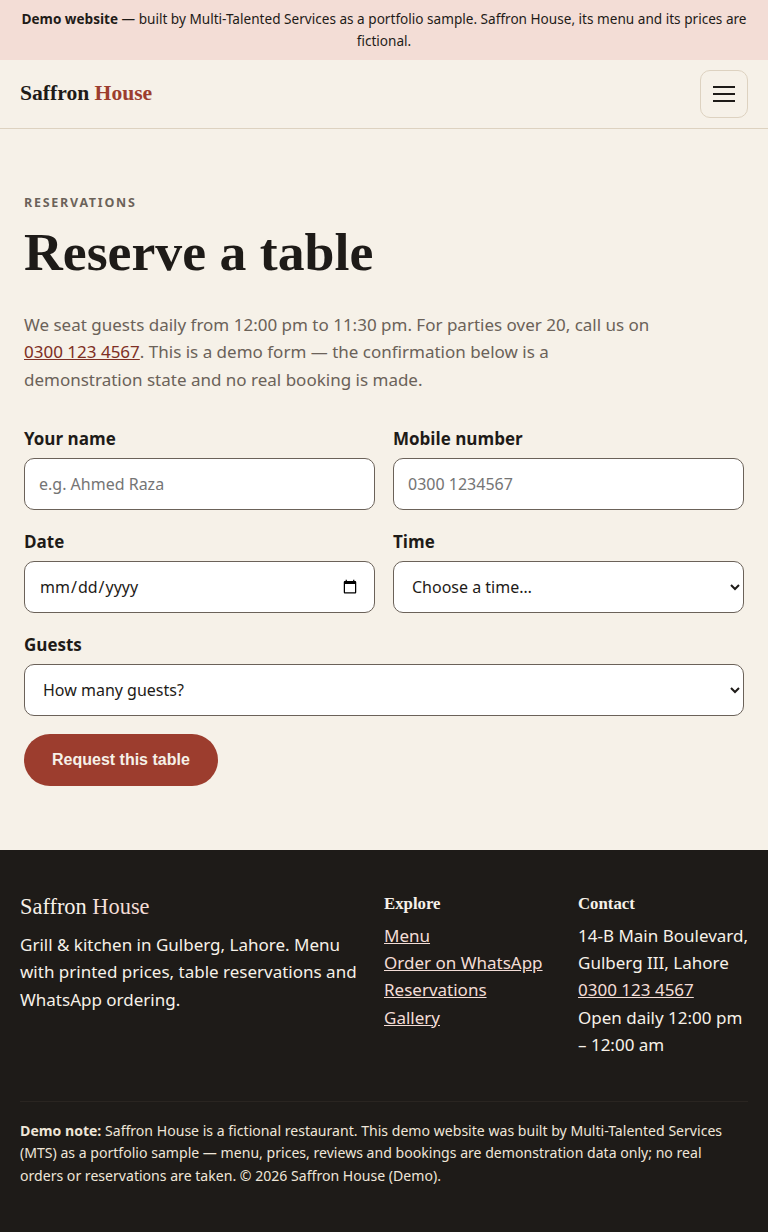 Demo website — built by Multi-Talented Services as a portfolio sample. Saffron House, its menu and its prices are
fictional.
Saffron House
RESERVATIONS
Reserve a table
We seat guests daily from 12:00 pm to 11:30 pm. For parties over 20, call us on
0300 123 4567. This is a demo form — the confirmation below is a
demonstration state and no real booking is made.
Your name
Mobile number
e.g. Ahmed Raza
0300 1234567
Date
Time
mm/dd/yyyy
Choose a time…
Guests
How many guests?
Request this table
Saffron House
Grill & kitchen in Gulberg, Lahore. Menu
with printed prices, table reservations and
WhatsApp ordering.
Explore
Menu
Order on WhatsApp
Reservations
Gallery
Contact
14-B Main Boulevard,
Gulberg III, Lahore
0300 123 4567
Open daily 12:00 pm
– 12:00 am
Demo note: Saffron House is a fictional restaurant. This demo website was built by Multi-Talented Services
(MTS) as a portfolio sample — menu, prices, reviews and bookings are demonstration data only; no real
orders or reservations are taken. © 2026 Saffron House (Demo).